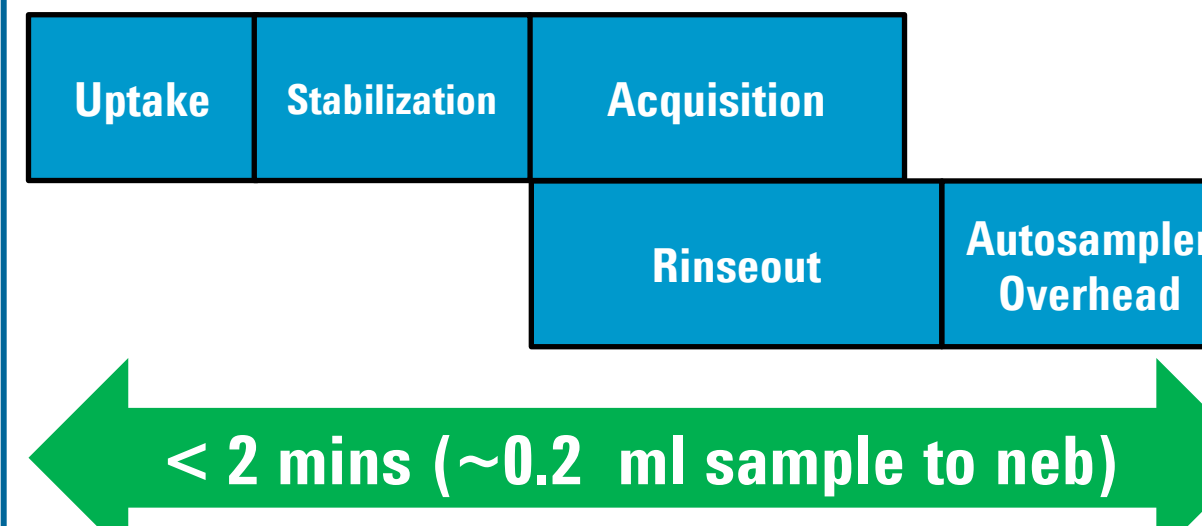 Uptake
Stabilization
Acquisition
Rinseout
Autosampler
Overhead
< 2 mins (~0.2 ml sample to neb)